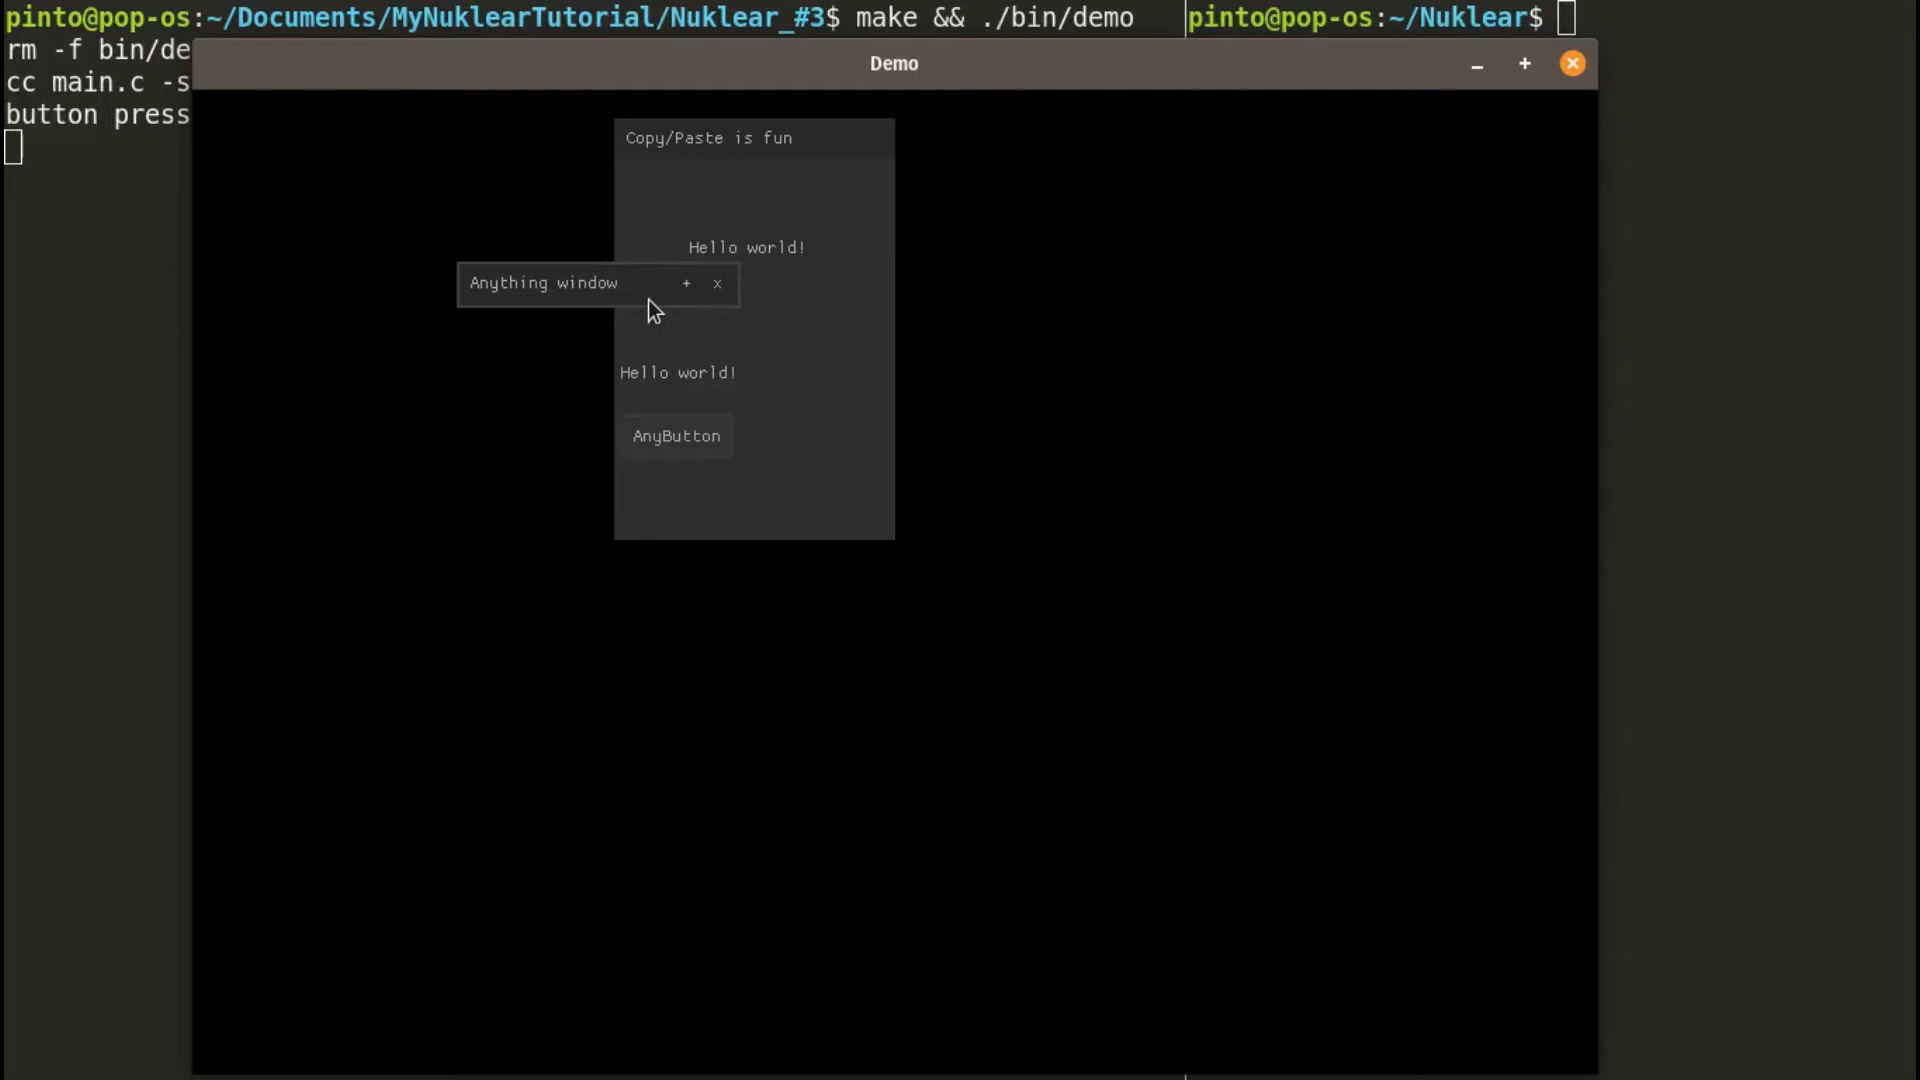 pinto@pop-os:~/Documents/MyNuklearTutorial/Nuklear_#3$ make && ./bin/demo
rm -f bin/de
cc main.c -s
button press
pinto@pop-os:~/Nuklear$
Demo
Copy/Paste is fun
Hello world!
Anything window + x
Hello world!
AnyButton